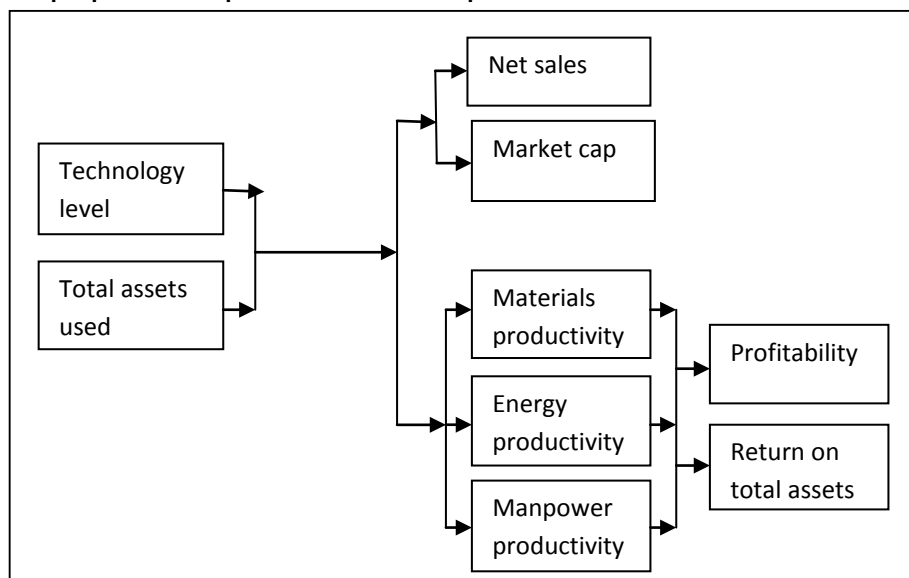 Net sales
Market cap
Technology
level
Total assets
used
Materials
productivity
Energy
productivity
Manpower
productivity
Profitability
Return on
total assets